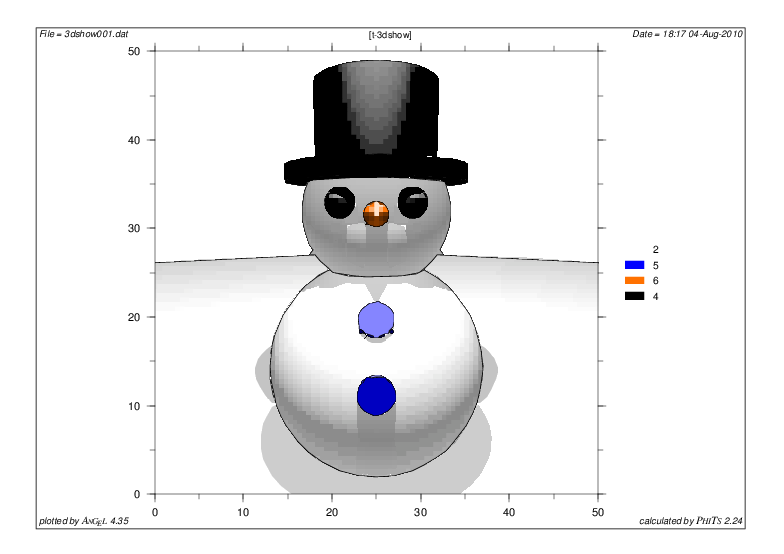 File = 3dshow001.dat
[t-3dshow]
Date = 18:17 04-Aug-2010
50
40
30
20
10
0
0 10 20 30 40 50
2
5
6
4
plotted by ANGEL 4.35
calculated by PHITS 2.24